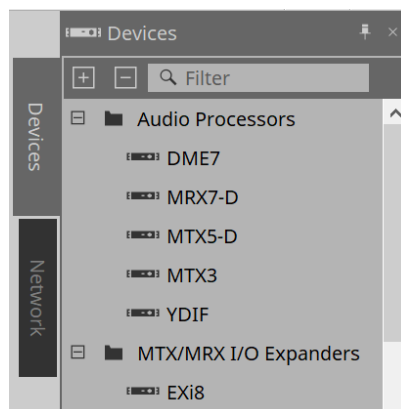 Devices
Filter
Devices
Network
Audio Processors
DME7
MRX7-D
MTX5-D
MTX3
YDIF
MTX/MRX I/O Expanders
EXi8